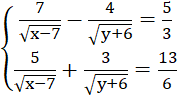 7/√(x-7) - 4/√(y+6) = 5/3
5/√(x-7) + 3/√(y+6) = 13/6